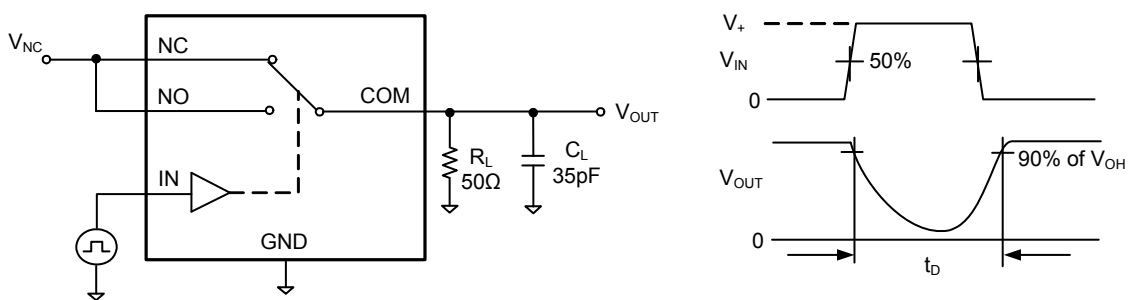 V_NC
NC
NO
COM
V_OUT
R_L
50Ω
C_L
35pF
IN
GND
V_+
V_IN
50%
0
V_OUT
90% of V_OH
0
t_D